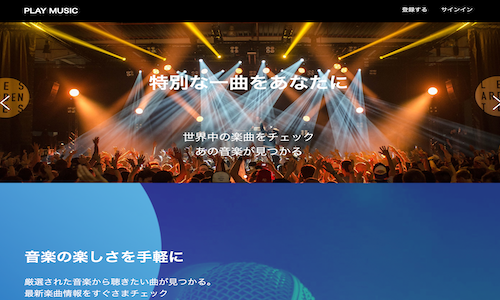 PLAY MUSIC
登録する サインイン
特別な一曲をあなたに
世界中の楽曲をチェック
あの音楽が見つかる
音楽の楽しさを手軽に
厳選された音楽から聴きたい曲が見つかる。
最新楽曲情報をすぐさまチェック